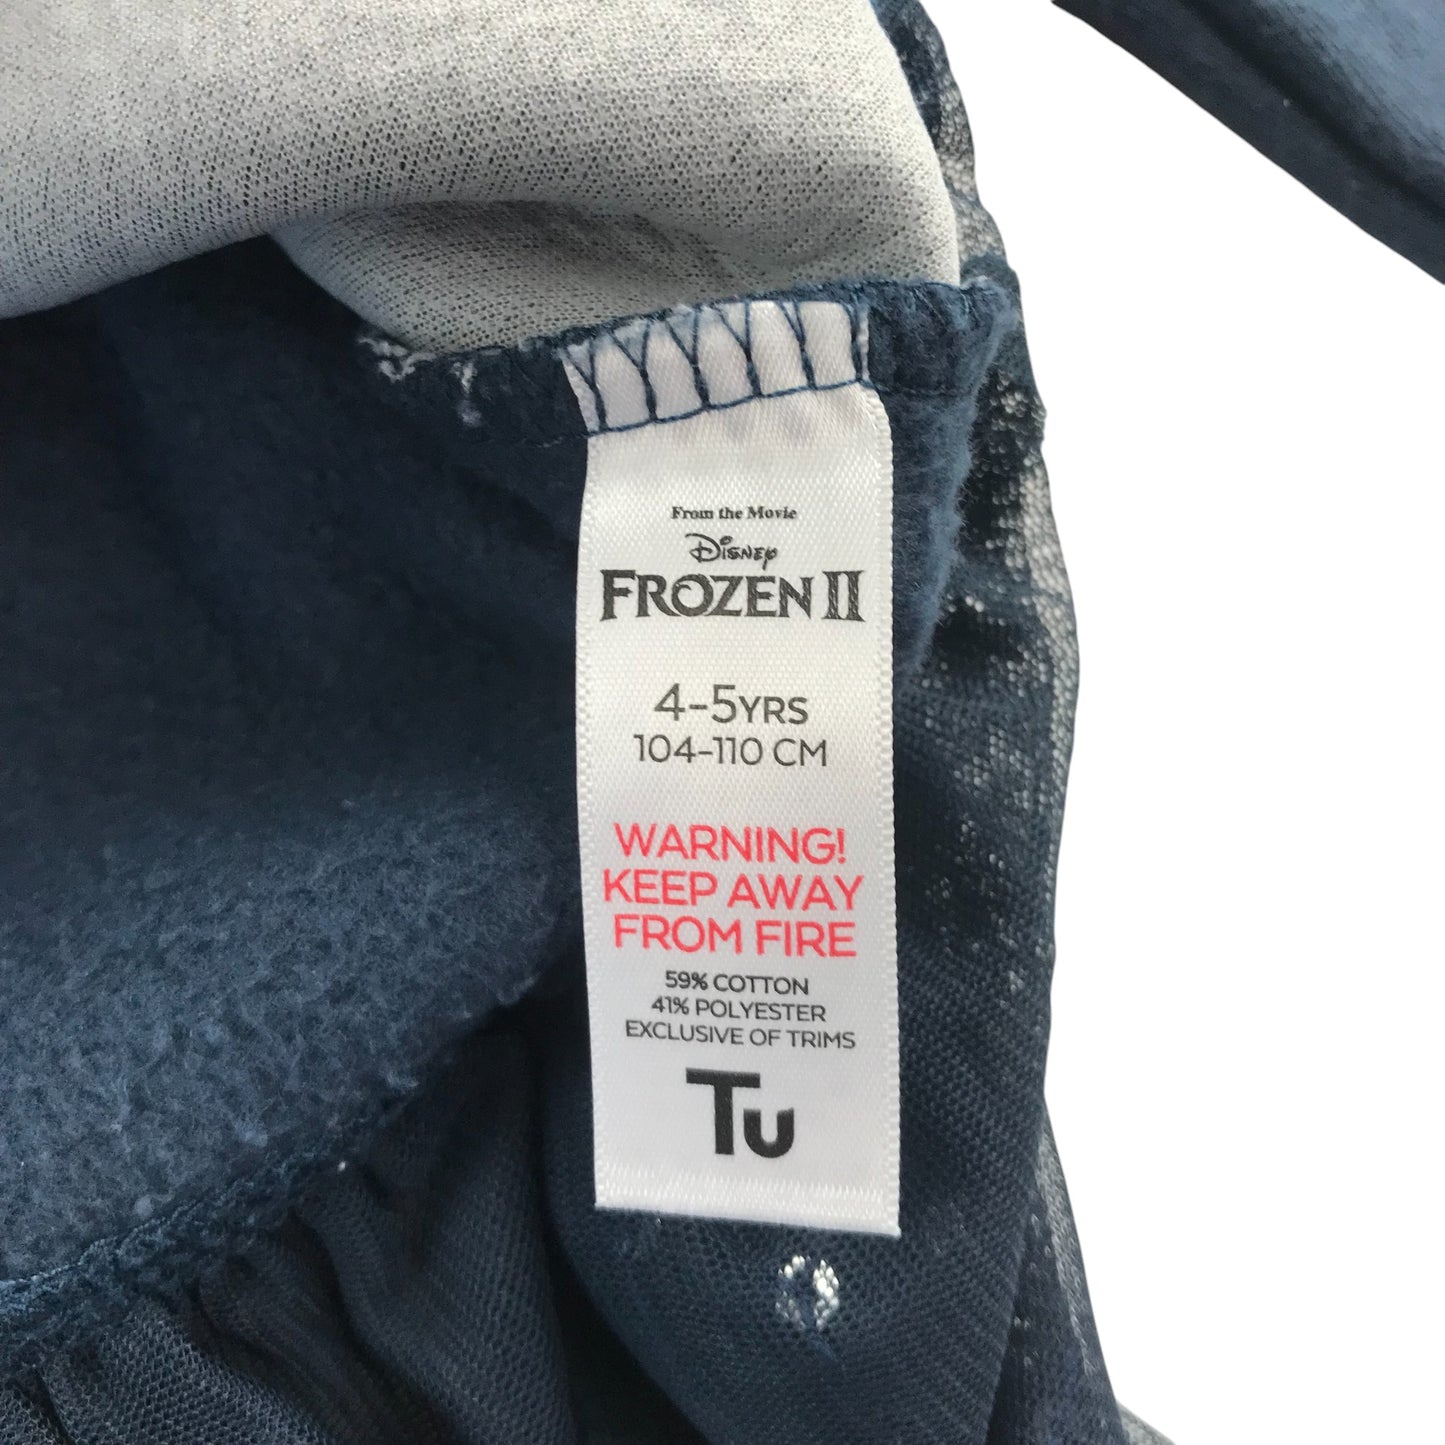 From the Movie
Disney
FROZEN II
4-5YRS
104-110 CM
WARNING!
KEEP AWAY
FROM FIRE
59% COTTON
41% POLYESTER
EXCLUSIVE OF TRIMS
Tu